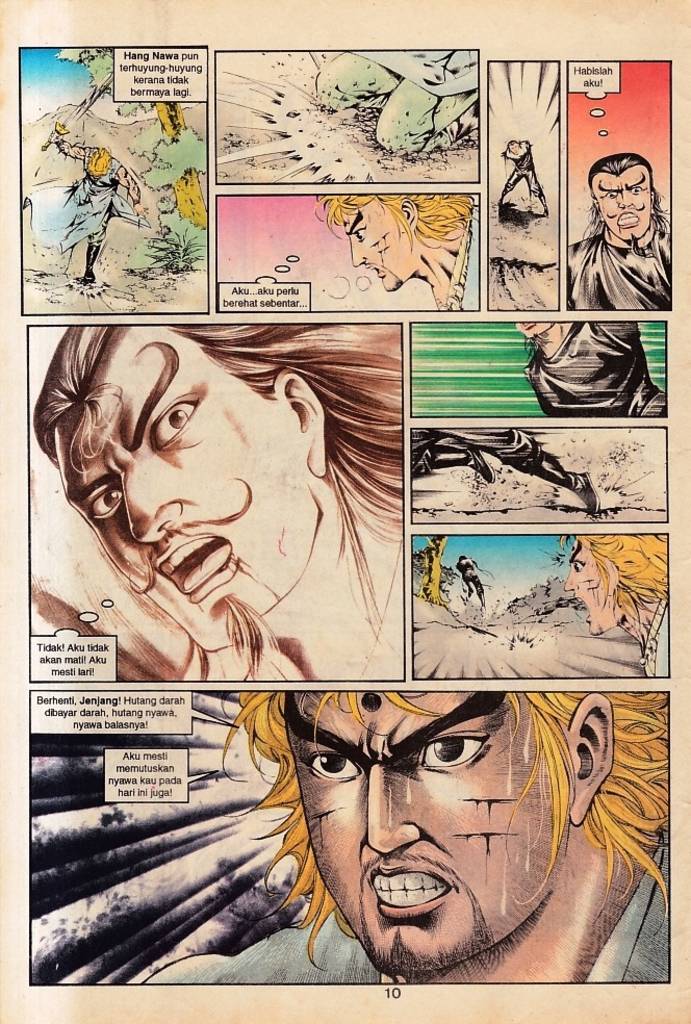 Hang Nawa pun
terhuyung-huyung
kerana tidak
bermaya lagi.
Aku...aku perlu
berehat sebentar...
Habislah
aku!
Tidak! Aku tidak
akan mati! Aku
mesti lari!
Berhenti, Jenjang! Hutang darah
dibayar darah, hutang nyawa,
nyawa balasnya!
Aku mesti
memutuskan
nyawa kau pada
hari ini juga!
10